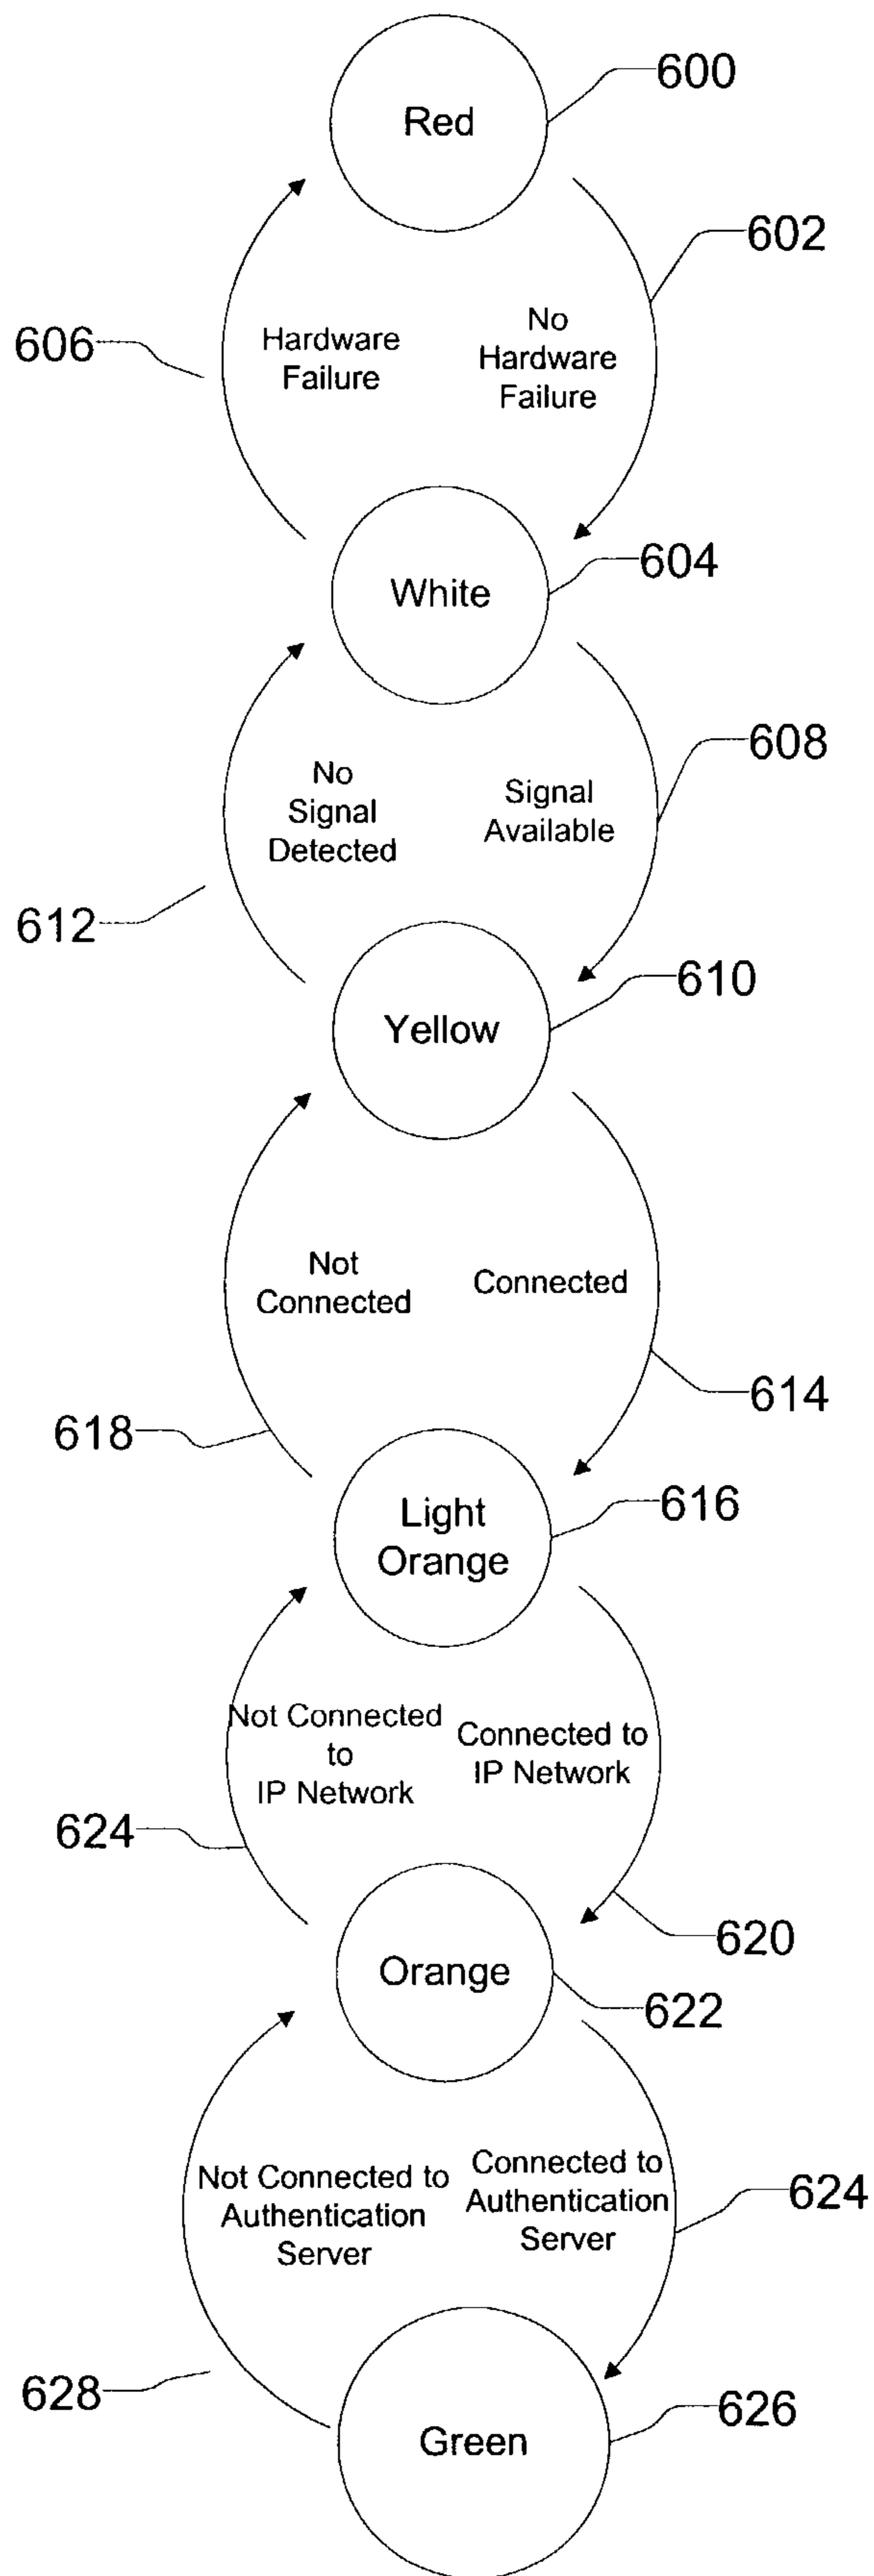 600
Red
602
606
Hardware
Failure
No
Hardware
Failure
604
White
608
No
Signal
Detected
Signal
Available
612
610
Yellow
Not
Connected
Connected
614
618
616
Light
Orange
Not Connected
to
IP Network
Connected to
IP Network
624
620
Orange
622
Not Connected to
Authentication
Server
Connected to
Authentication
Server
624
628
626
Green